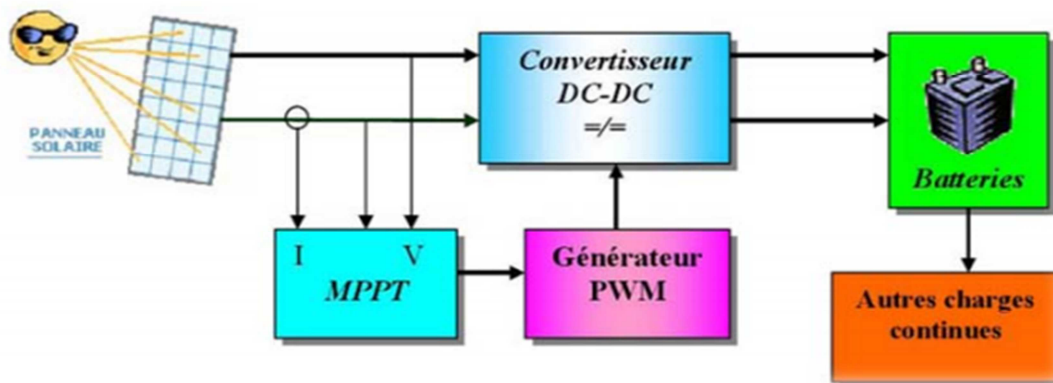 PANNEAU
SOLAIRE
Convertisseur
DC-DC
=/=
Batteries
I V
MPPT
Générateur
PWM
Autres charges
continues